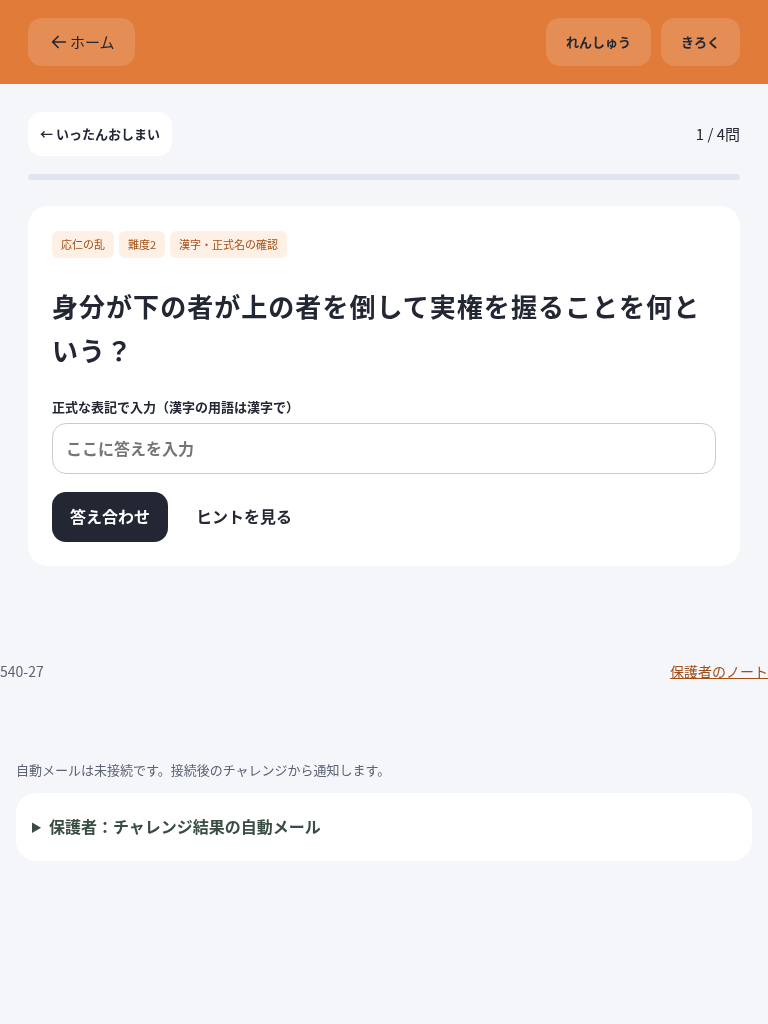 ← ホーム
れんしゅう
きろく
← いったんおしまい
1 / 4問
応仁の乱
難度2
漢字・正式名の確認
身分が下の者が上の者を倒して実権を握ることを何と
いう？
正式な表記で入力（漢字の用語は漢字で）
ここに答えを入力
答え合わせ
ヒントを見る
540-27
保護者のノート
自動メールは未接続です。接続後のチャレンジから通知します。
▶ 保護者：チャレンジ結果の自動メール